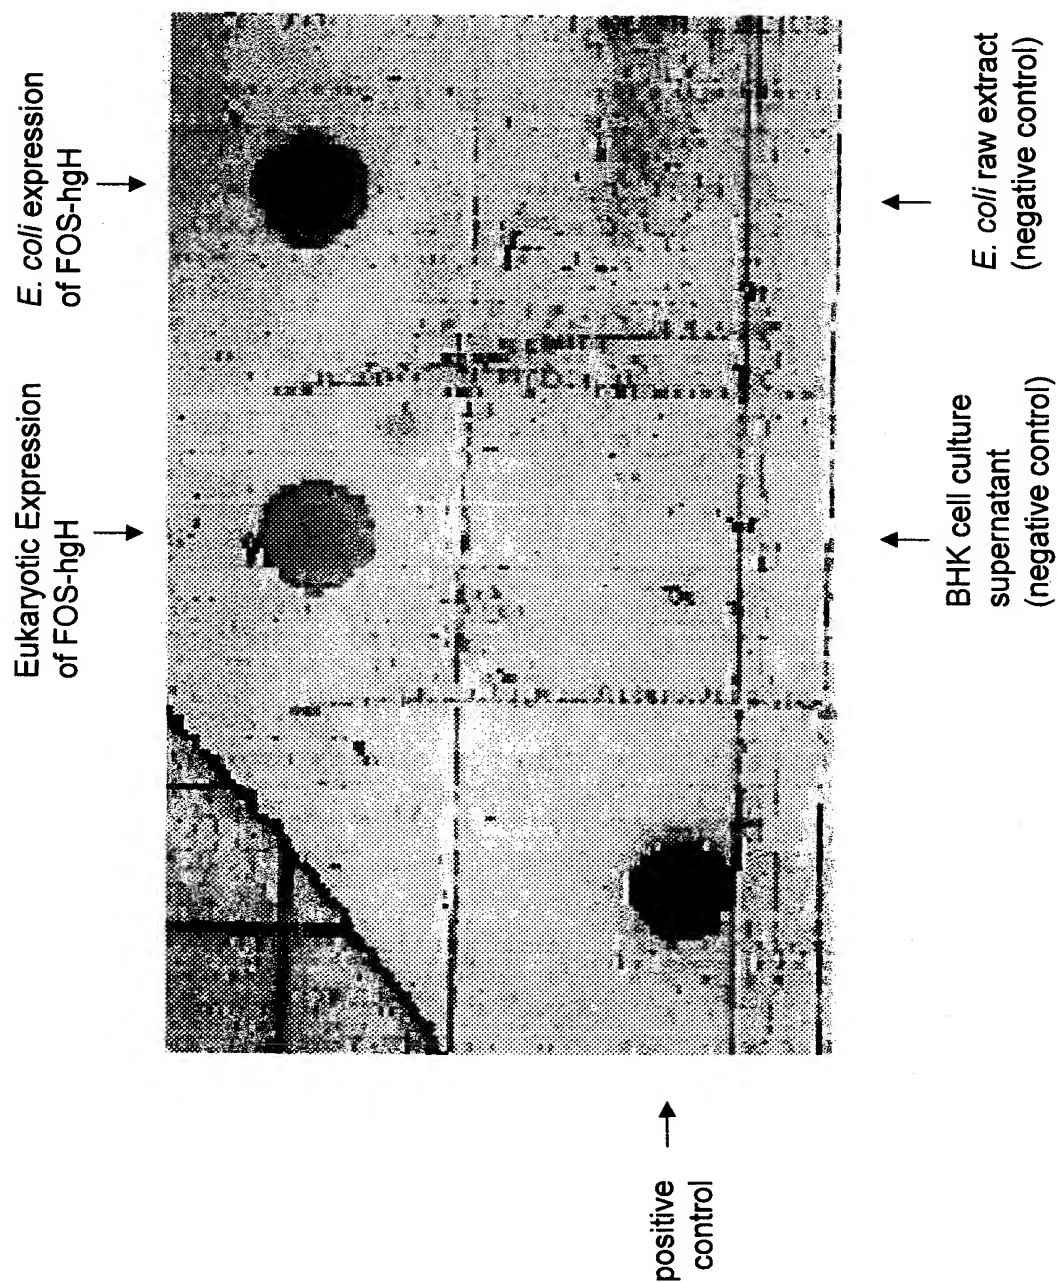 Eukaryotic Expression
of FOS-hgH
E. coli expression
of FOS-hgH
positive
control
BHK cell culture
supernatant
(negative control)
E. coli raw extract
(negative control)